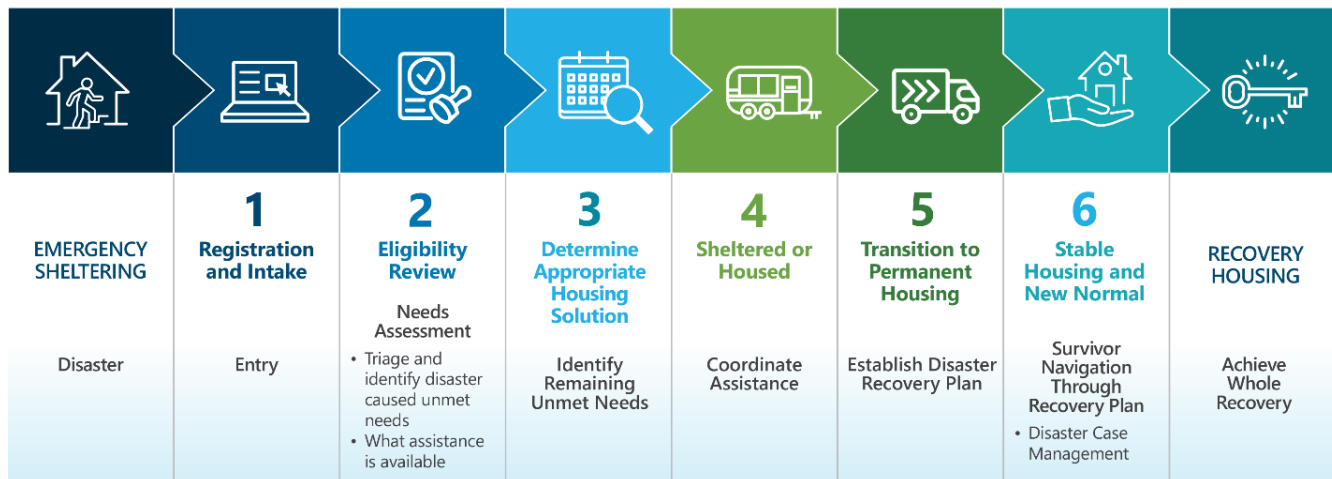 EMERGENCY
SHELTERING
Disaster
1
Registration
and Intake
Entry
2
Eligibility
Review
Needs
Assessment
• Triage and
identify disaster
caused unmet
needs
• What assistance
is available
3
Determine
Appropriate
Housing
Solution
Identify
Remaining
Unmet Needs
4
Sheltered or
Housed
Coordinate
Assistance
5
Transition to
Permanent
Housing
Establish Disaster
Recovery Plan
6
Stable
Housing and
New Normal
Survivor
Navigation
Through
Recovery Plan
• Disaster Case
Management
RECOVERY
HOUSING
Achieve
Whole
Recovery